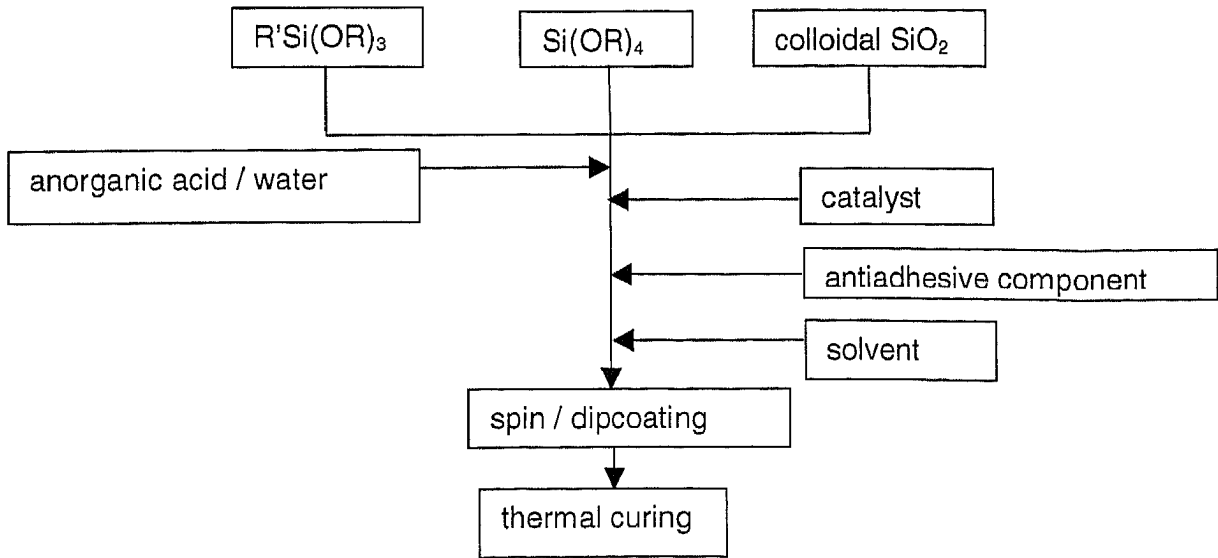 R'Si(OR)₃
Si(OR)₄
colloidal SiO₂
anorganic acid / water
catalyst
antiadhesive component
solvent
spin / dipcoating
thermal curing